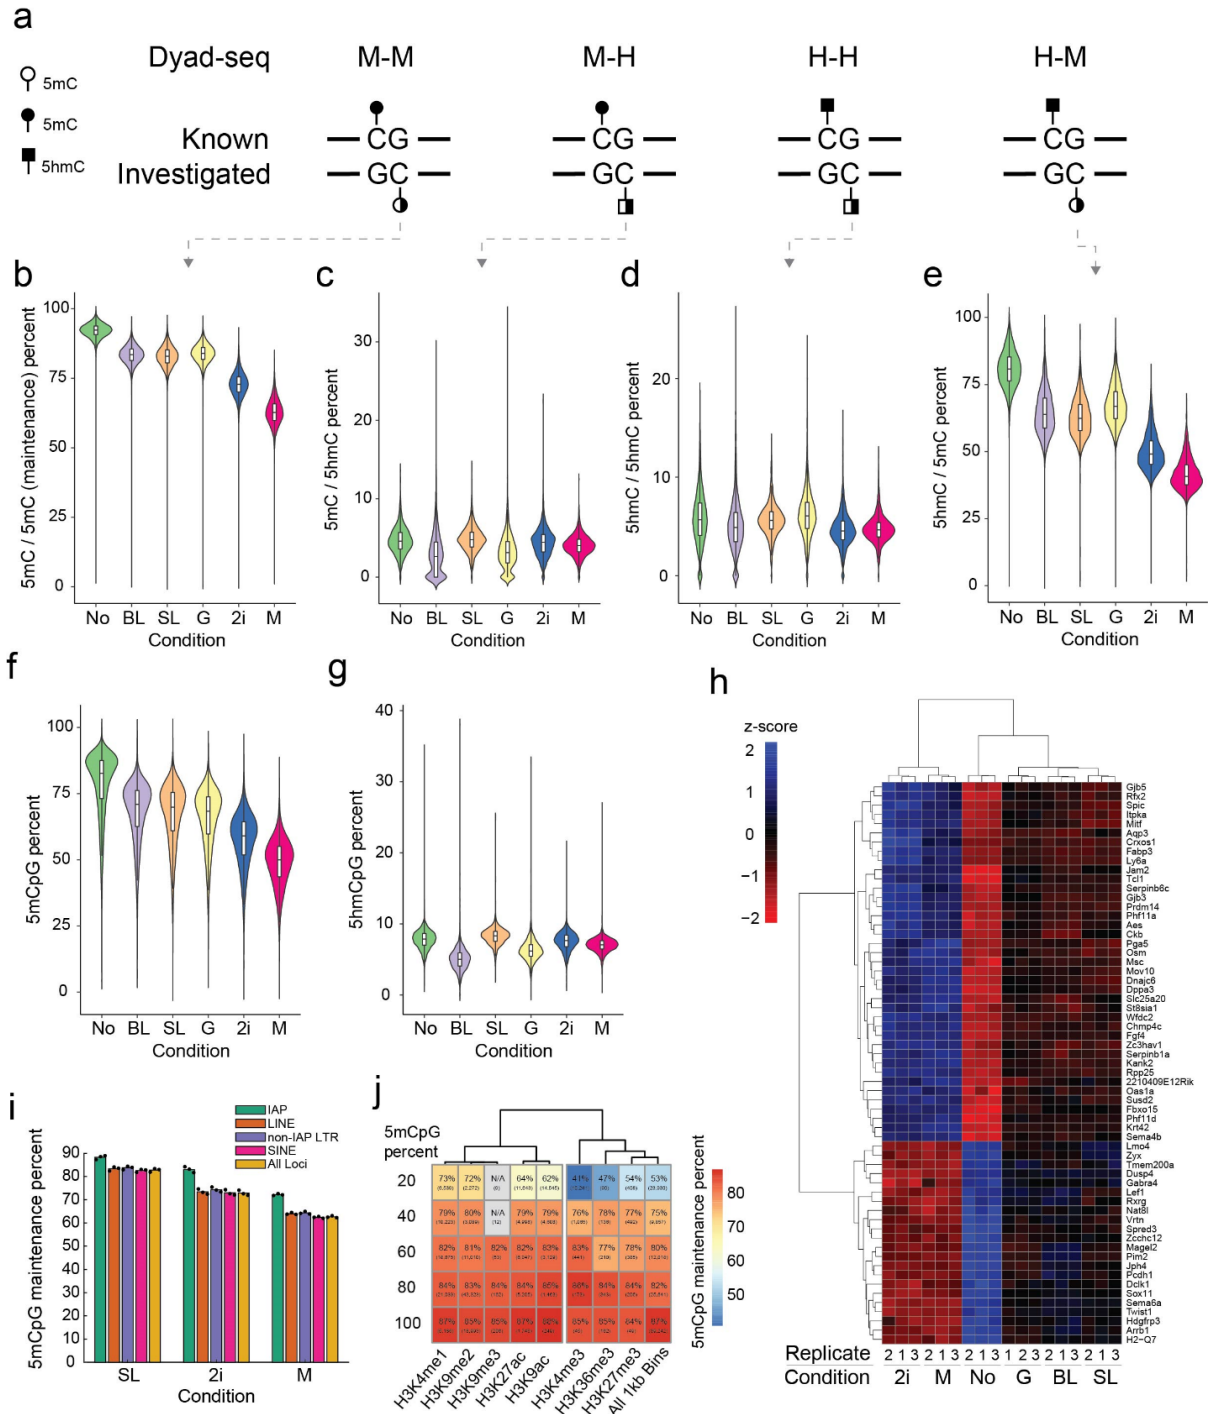 a
Dyad-seq M-M M-H H-H H-M
5mC
5mC
5hmC
Known
Investigated
CG CG CG CG
GC GC GC GC
b
5mC / 5mC (maintenance) percent
100
75
50
25
0
No BL SL G 2i M
Condition
c
5mC / 5hmC percent
30
20
10
0
No BL SL G 2i M
Condition
d
5hmC / 5hmC percent
20
10
0
No BL SL G 2i M
Condition
e
5hmC / 5mC percent
100
75
50
25
0
No BL SL G 2i M
Condition
f
5mCpG percent
100
75
50
25
0
No BL SL G 2i M
Condition
g
5hmCpG percent
40
30
20
10
0
No BL SL G 2i M
Condition
h
z-score
2
1
0
−1
−2
Gjb5
Rfx2
Spic
Itpka
Mitf
Aqp3
Crxos1
Fabp3
Ly6a
Jam2
Tcl1
Serpinb6c
Gjb3
Prdm14
Phf11a
Aes
Ckb
Pga5
Osm
Msc
Mov10
Dnajc6
Dppa3
Slc25a20
St8sia1
Wfdc2
Chmp4c
Fgf4
Zc3hav1
Serpinb1a
Kank2
Rpp25
2210409E12Rik
Oas1a
Susd2
Fbxo15
Phf11d
Krt42
Sema4b
Lmo4
Zyx
Tmem200a
Dusp4
Gabra4
Lef1
Rxrg
Nat8l
Vrtn
Spred3
Zcchc12
Magel2
Pim2
Jph4
Pcdh1
Dclk1
Sox11
Sema6a
Twist1
Hdgfrp3
Arrb1
H2-Q7
Replicate 2 1 3 2 1 3 2 1 3 1 2 3 2 1 3 2 1 3
Condition 2i M No G BL SL
i
IAP
LINE
non-IAP LTR
SINE
All Loci
5mCpG maintenance percent
90
80
70
60
50
40
30
20
10
0
SL 2i M
Condition
j
5mCpG
percent
20 73% 72% N/A 64% 62% 41% 47% 54% 53%
40 79% 80% N/A 79% 79% 76% 78% 77% 75%
60 82% 81% 82% 82% 83% 83% 77% 78% 80%
80 84% 83% 84% 84% 85% 86% 84% 84% 82%
100 87% 85% 85% 87% 88% 85% 85% 84% 87%
H3K4me1
H3K9me2
H3K9me3
H3K27ac
H3K9ac
H3K4me3
H3K36me3
H3K27me3
All 1kb Bins
80
70
60
50
5mCpG maintenance percent